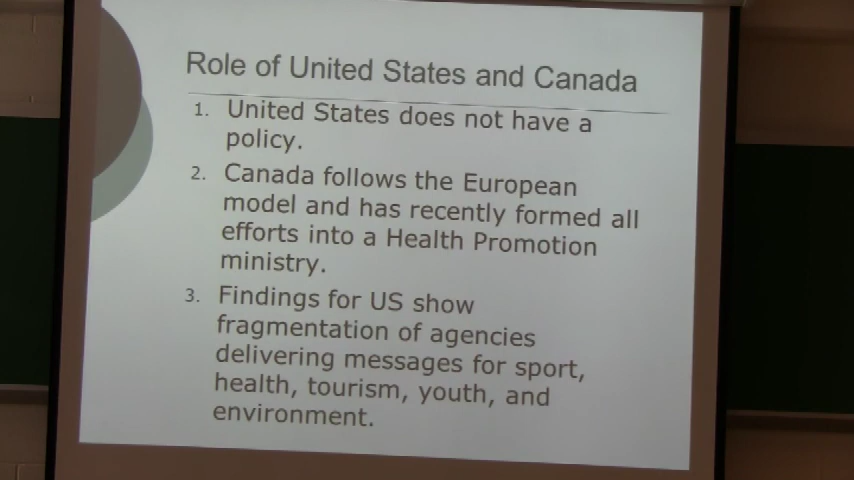 Role of United States and Canada
1. United States does not have a
policy.
2. Canada follows the European
model and has recently formed all
efforts into a Health Promotion
ministry.
3. Findings for US show
fragmentation of agencies
delivering messages for sport,
health, tourism, youth, and
environment.